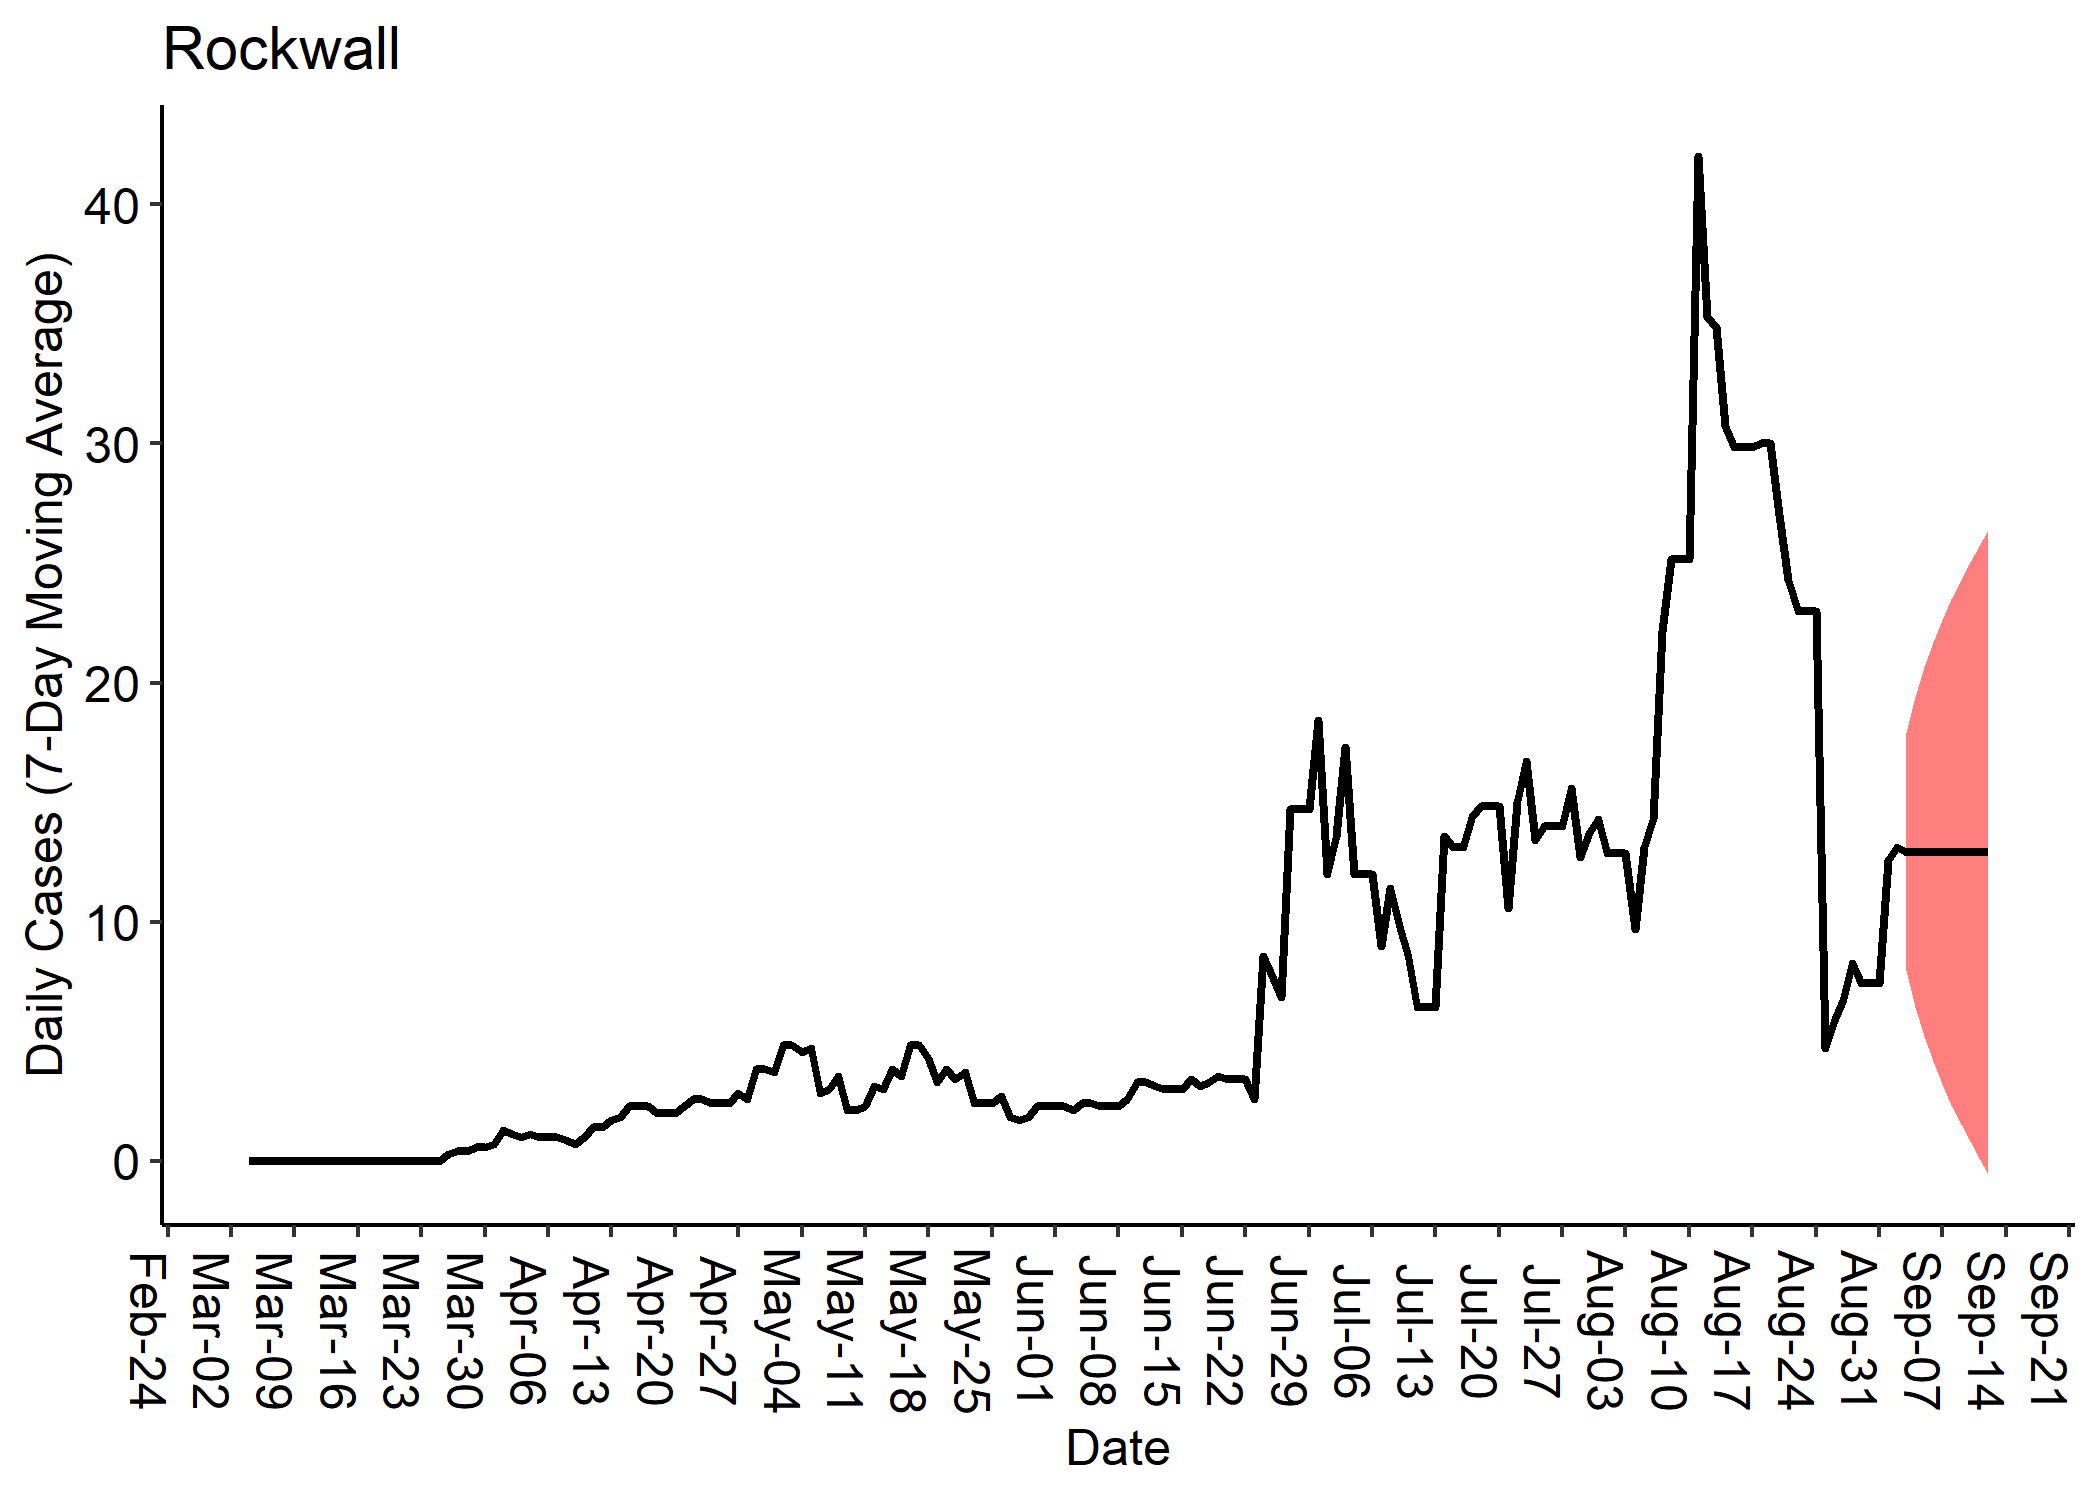 Rockwall
Daily Cases (7-Day Moving Average)
40
30
20
10
0
Feb-24
Mar-02
Mar-09
Mar-16
Mar-23
Mar-30
Apr-06
Apr-13
Apr-20
Apr-27
May-04
May-11
May-18
May-25
Jun-01
Jun-08
Jun-15
Jun-22
Jun-29
Jul-06
Jul-13
Jul-20
Jul-27
Aug-03
Aug-10
Aug-17
Aug-24
Aug-31
Sep-07
Sep-14
Sep-21
Date